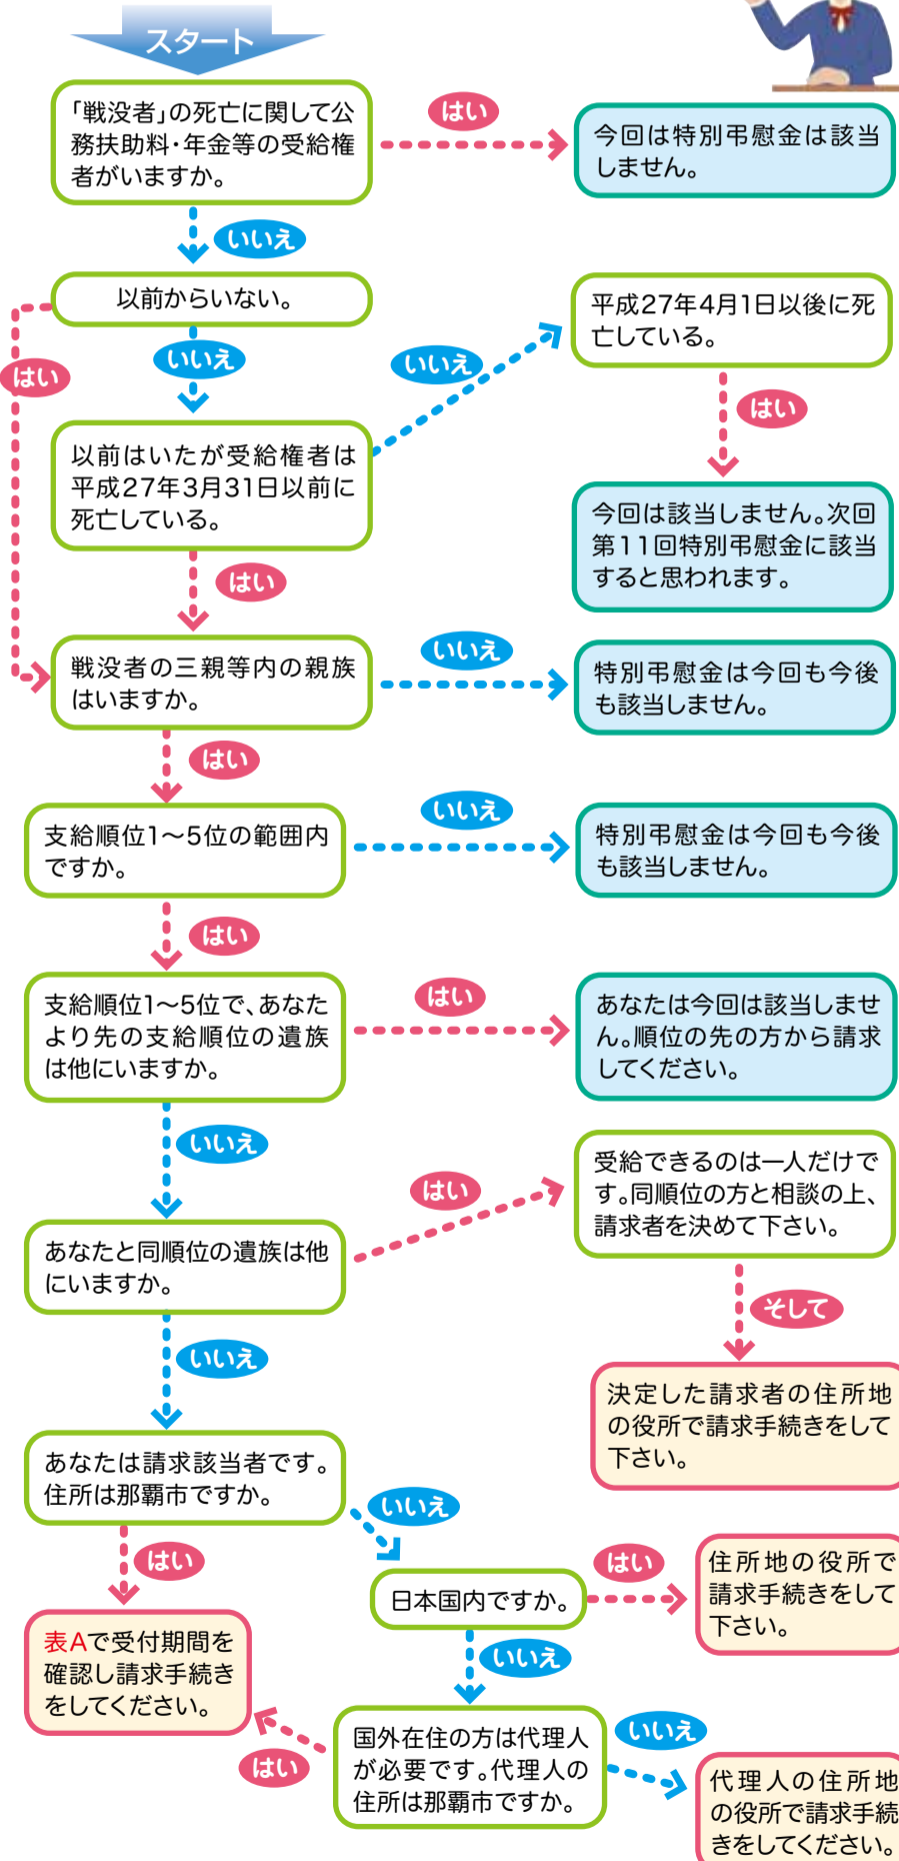 スタート
「戦没者」の死亡に関して公
務扶助料・年金等の受給権
者がいますか。
はい
今回は特別弔慰金は該当
しません。
いいえ
以前からいない。
はい
いいえ
いいえ
平成27年4月1日以後に死
亡している。
はい
以前はいたが受給権者は
平成27年3月31日以前に
死亡している。
今回は該当しません。次回
第11回特別弔慰金に該当
すると思われます。
はい
戦没者の三親等内の親族
はいますか。
いいえ
特別弔慰金は今回も今後
も該当しません。
はい
支給順位1～5位の範囲内
ですか。
いいえ
特別弔慰金は今回も今後
も該当しません。
はい
支給順位1～5位で、あなた
より先の支給順位の遺族
は他にいますか。
はい
あなたは今回は該当しませ
ん。順位の先の方から請求
してください。
いいえ
あなたと同順位の遺族は他
にいますか。
はい
受給できるのは一人だけで
す。同順位の方と相談の上、
請求者を決めて下さい。
そして
決定した請求者の住所地
の役所で請求手続きをして
下さい。
いいえ
あなたは請求該当者です。
住所は那覇市ですか。
いいえ
はい
表Aで受付期間を
確認し請求手続き
をしてください。
日本国内ですか。
はい
住所地の役所で
請求手続きをして
下さい。
いいえ
国外在住の方は代理人
が必要です。代理人の
住所は那覇市ですか。
はい
いいえ
代理人の住所地
の役所で請求手続
きをしてください。